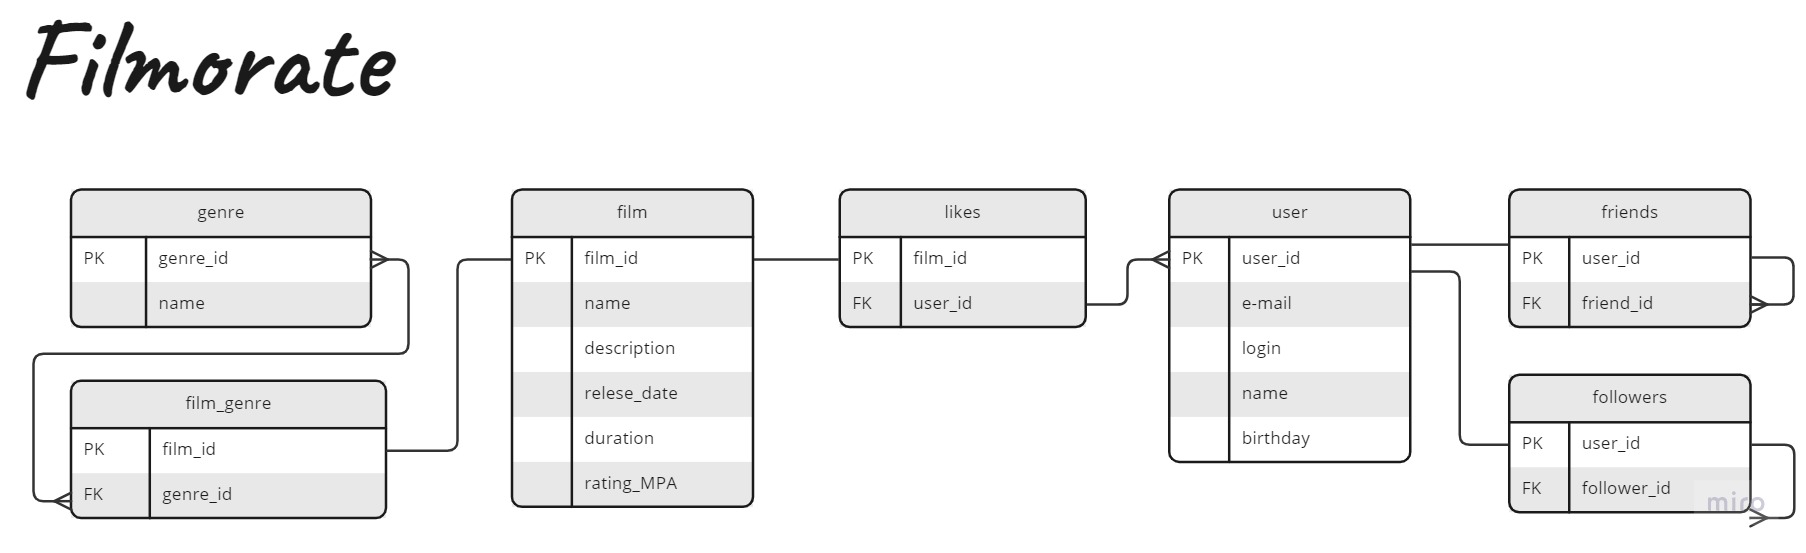 Filmorate
genre
PK genre_id
name
film_genre
PK film_id
FK genre_id
film
PK film_id
name
description
relese_date
duration
rating_MPA
likes
PK film_id
FK user_id
user
PK user_id
e-mail
login
name
birthday
friends
PK user_id
FK friend_id
followers
PK user_id
FK follower_id
miro